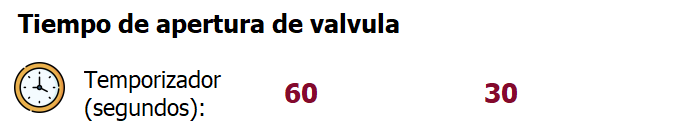 Tiempo de apertura de valvula
Temporizador 60 30
(segundos):